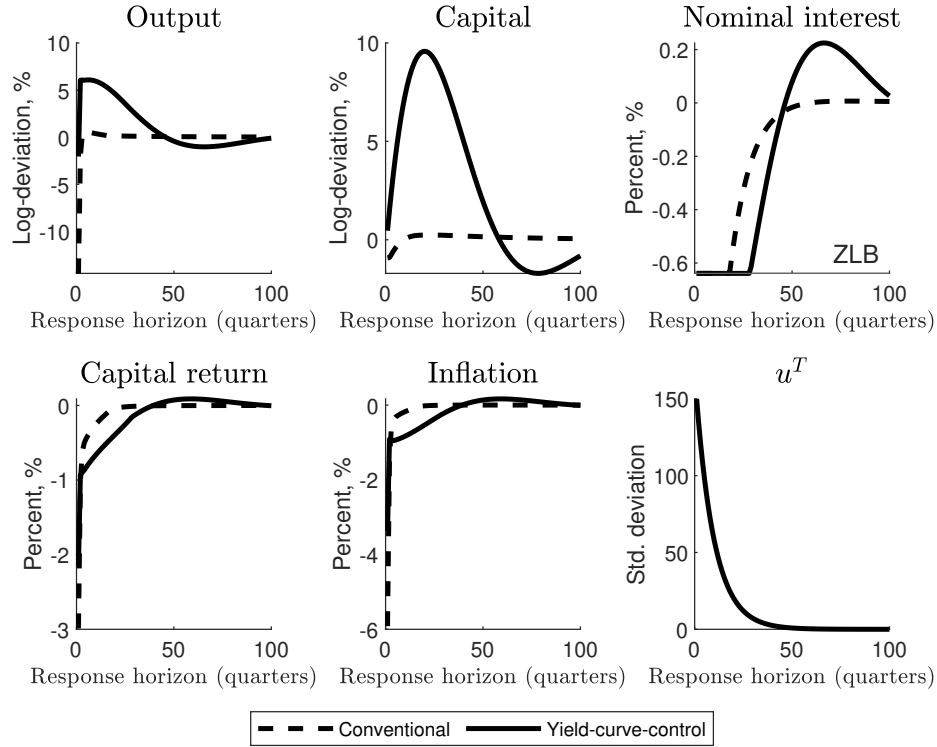 Output
10
5
0
-5
-10
Log-deviation, %
0 50 100
Response horizon (quarters)
Capital
10
5
0
Log-deviation, %
0 50 100
Response horizon (quarters)
Nominal interest
0.2
0
-0.2
-0.4
-0.6
Percent, %
ZLB
0 50 100
Response horizon (quarters)
Capital return
0
-1
-2
-3
Percent, %
0 50 100
Response horizon (quarters)
Inflation
0
-2
-4
-6
Percent, %
0 50 100
Response horizon (quarters)
u^T
150
100
50
0
Std. deviation
0 50 100
Response horizon (quarters)
Conventional Yield-curve-control